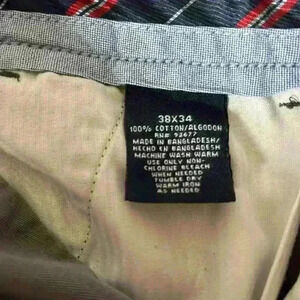 38X34
100% COTTON/ALGODON
RN# 92677
MADE IN BANGLADESH/
HECHO EN BANGLADESH
MACHINE WASH WARM
USE ONLY NON-
CHLORINE BLEACH
WHEN NEEDED
TUMBLE DRY
WARM IRON
AS NEEDED